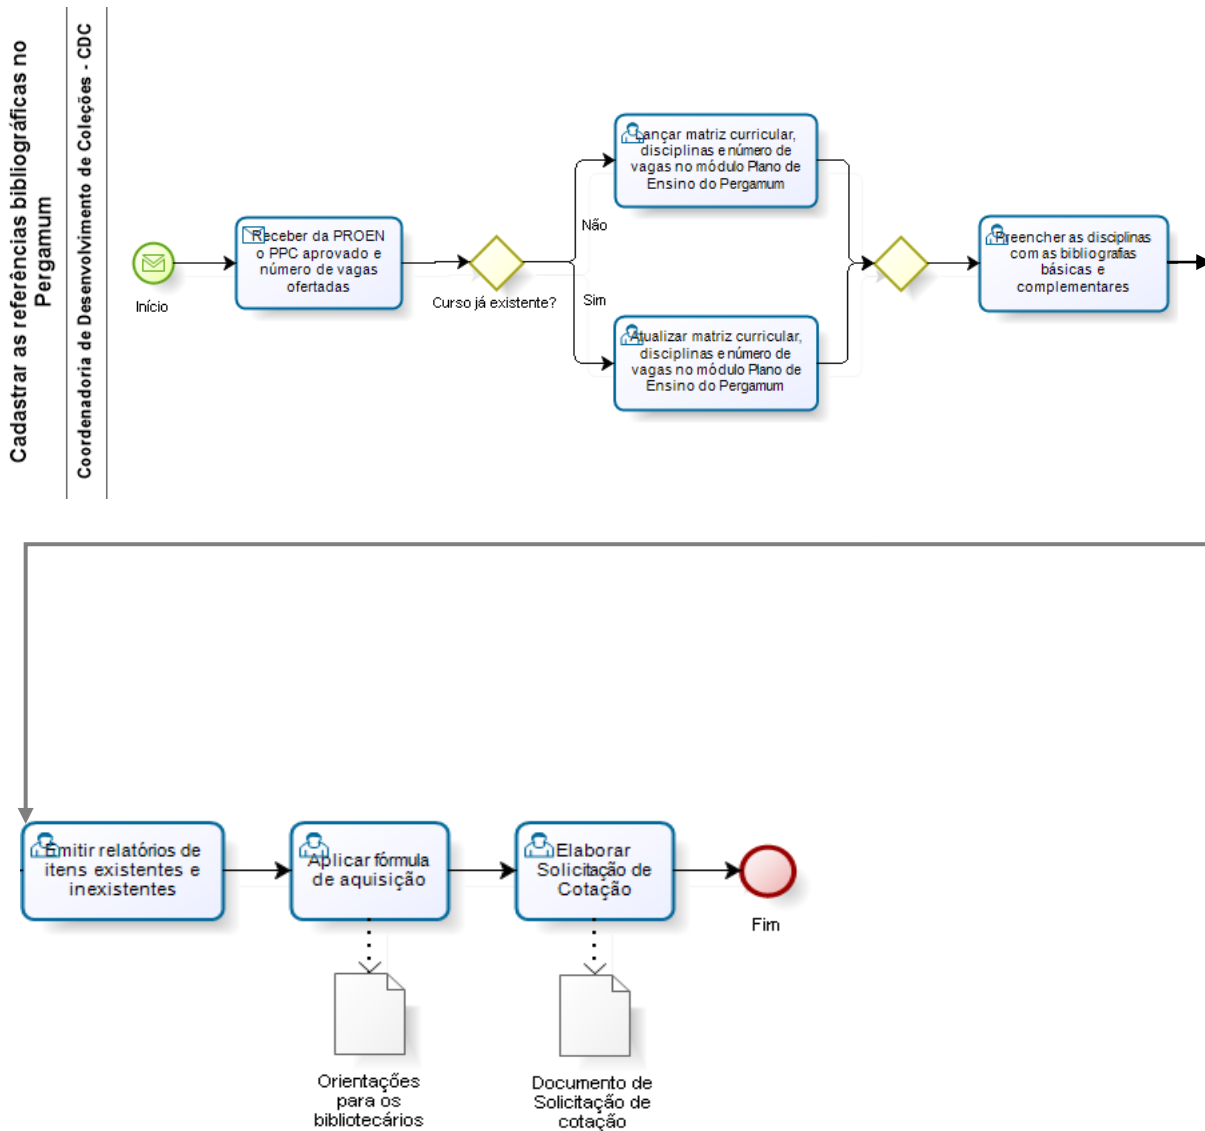 Cadastrar as referências bibliográficas no
Pergamum
Coordenadoria de Desenvolvimento de Coleções - CDC
Início
Receber da PROEN
o PPC aprovado e
número de vagas
ofertadas
Curso já existente?
Não
Sim
Lançar matriz curricular,
disciplinas e número de
vagas no módulo Plano de
Ensino do Pergamum
Atualizar matriz curricular,
disciplinas e número de
vagas no módulo Plano de
Ensino do Pergamum
Preencher as disciplinas
com as bibliografias
básicas e
complementares
Emitir relatórios de
itens existentes e
inexistentes
Aplicar fórmula
de aquisição
Elaborar
Solicitação de
Cotação
Fim
Orientações
para os
bibliotecários
Documento de
Solicitação de
cotação